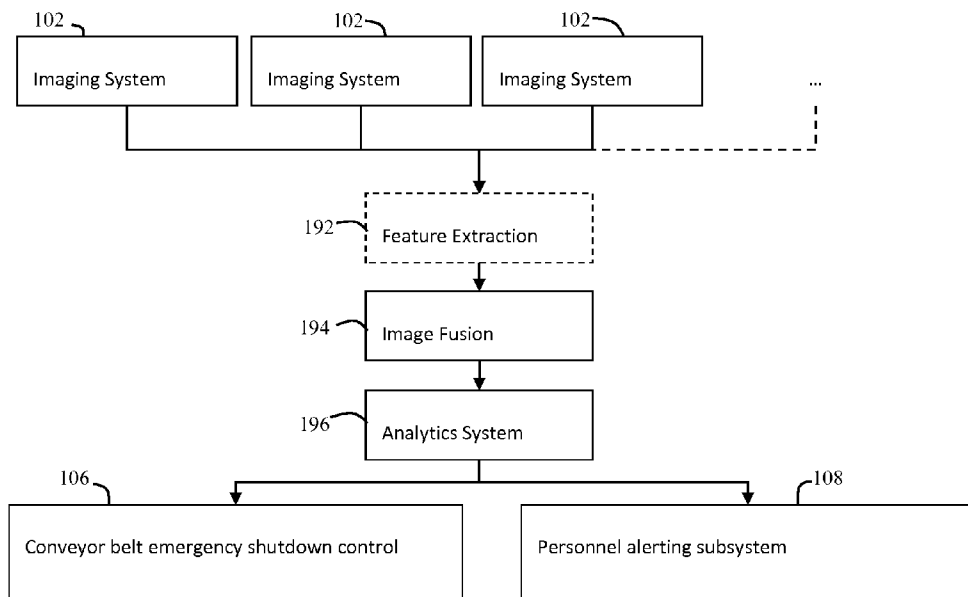 102
102
102
Imaging System
Imaging System
Imaging System
...
192
Feature Extraction
194
Image Fusion
196
Analytics System
106
108
Conveyor belt emergency shutdown control
Personnel alerting subsystem